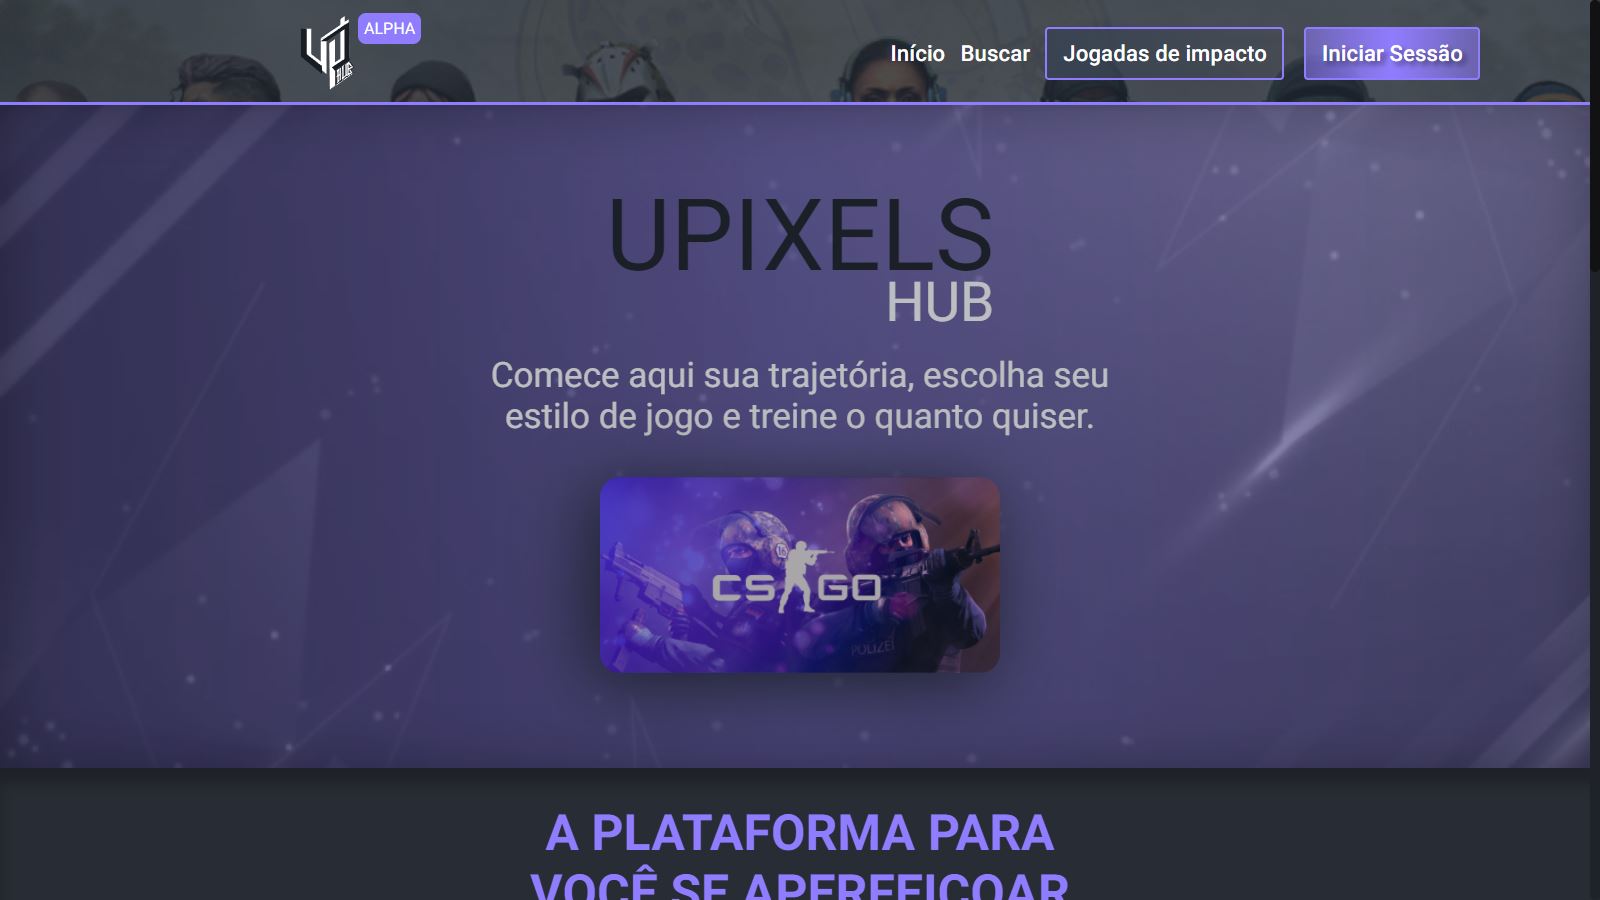 UP HUB
ALPHA
Início
Buscar
Jogadas de impacto
Iniciar Sessão
UPIXELS
HUB
Comece aqui sua trajetória, escolha seu
estilo de jogo e treine o quanto quiser.
CS GO
POLIZEI
A PLATAFORMA PARA
VOCÊ SE APERFEIÇOAR